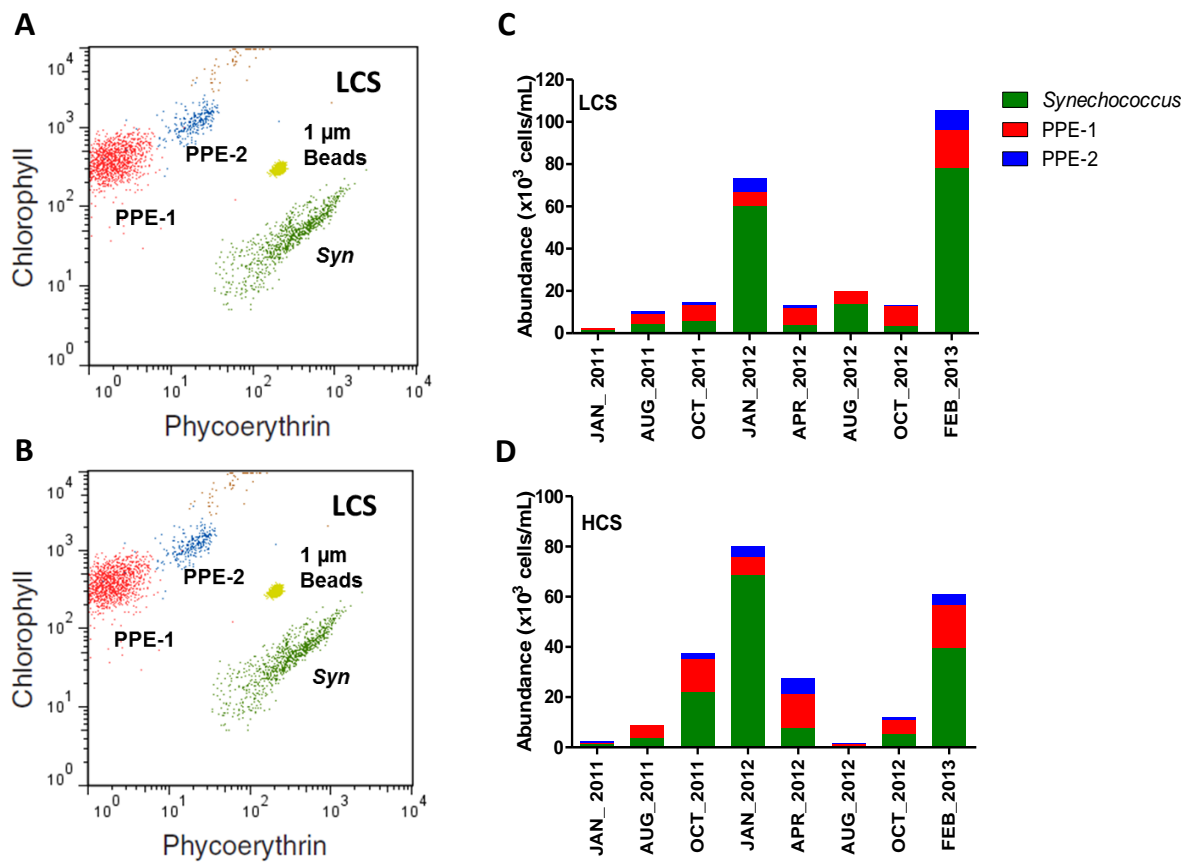 A
LCS
10^4
10^3
10^2
10^1
10^0
Chlorophyll
PPE-2
1 µm
Beads
PPE-1
Syn
10^0 10^1 10^2 10^3 10^4
Phycoerythrin
B
LCS
10^4
10^3
10^2
10^1
10^0
Chlorophyll
PPE-2
1 µm
Beads
PPE-1
Syn
10^0 10^1 10^2 10^3 10^4
Phycoerythrin
C
LCS
Abundance (x10^3 cells/mL)
120
100
80
60
40
20
0
JAN_ 2011
AUG_2011
OCT_2011
JAN_2012
APR_2012
AUG_2012
OCT_2012
FEB_2013
Synechococcus
PPE-1
PPE-2
D
HCS
Abundance (x10^3 cells/mL)
100
80
60
40
20
0
JAN_ 2011
AUG_2011
OCT_2011
JAN_2012
APR_2012
AUG_2012
OCT_2012
FEB_2013